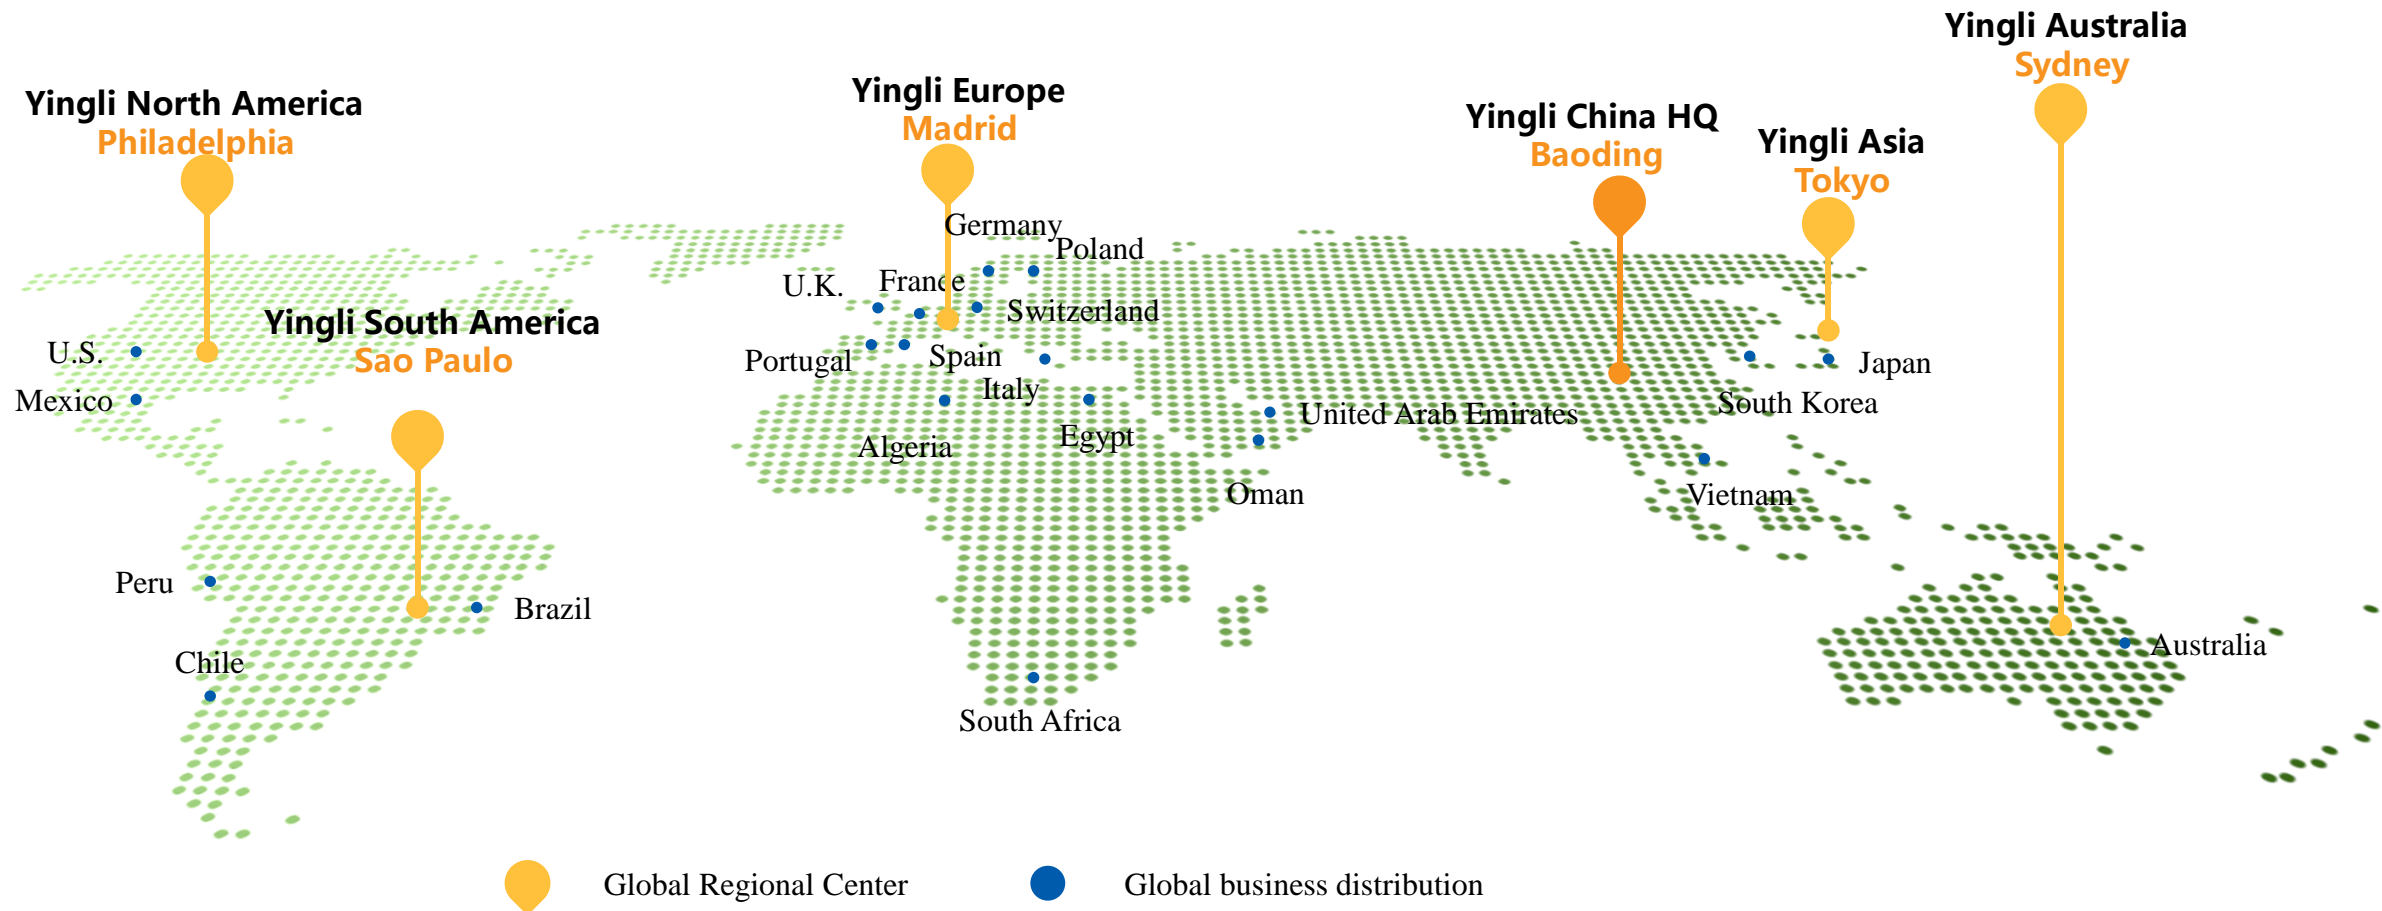 Yingli Australia
Sydney
Yingli North America
Philadelphia
Yingli Europe
Madrid
Yingli China HQ
Baoding
Yingli Asia
Tokyo
Germany
Poland
U.K.
France
Switzerland
Yingli South America
Sao Paulo
U.S.
Mexico
Portugal
Spain
Italy
Japan
South Korea
United Arab Emirates
Algeria
Egypt
Oman
Vietnam
Peru
Brazil
Chile
Australia
South Africa
Global Regional Center
Global business distribution